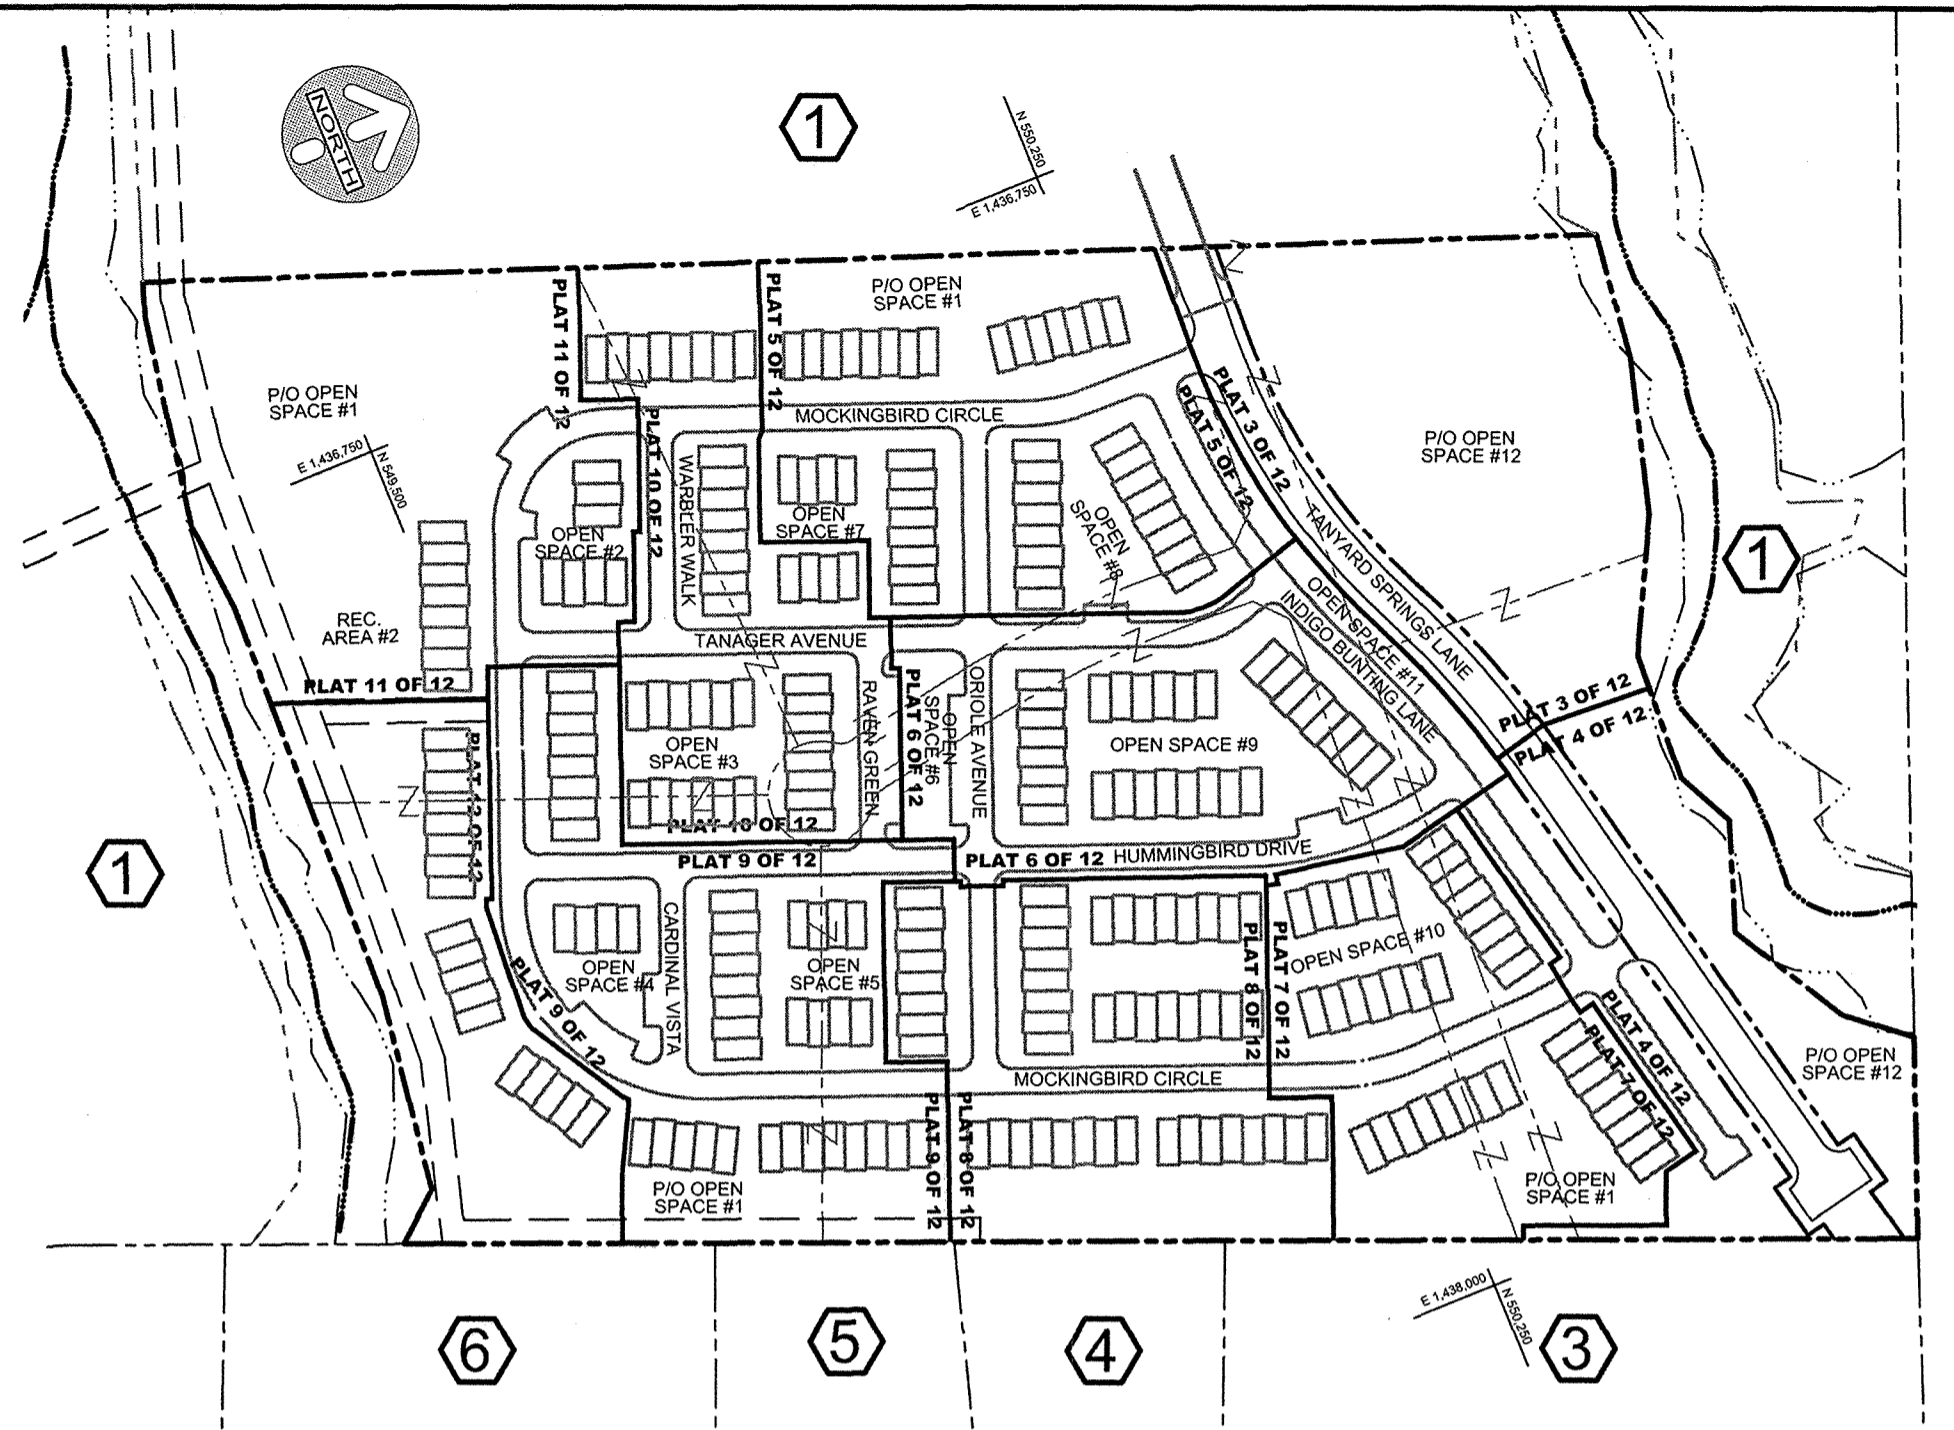 NORTH
1
N 550,250
E 1,436,750
P/O OPEN
SPACE #1
PLAT 11 OF 12
PLAT 5 OF 12
MOCKINGBIRD CIRCLE
PLAT 3 OF 12
PLAT 5 OF 12
P/O OPEN
SPACE #1
E 1,436,750
N 549,500
PLAT 10 OF 12
WARBLER WALK
OPEN
SPACE #2
OPEN
SPACE #7
OPEN
SPACE #8
P/O OPEN
SPACE #12
TANYARD SPRINGS LANE
1
REC.
AREA #2
TANAGER AVENUE
OPEN SPACE #11
INDIGO BUNTING LANE
PLAT 11 OF 12
PLAT 12 OF 12
OPEN
SPACE #3
RAVEN GREEN
PLAT 6 OF 12
OPEN
SPACE #6
ORIOLE AVENUE
OPEN SPACE #9
PLAT 3 OF 12
PLAT 4 OF 12
PLAT 10 OF 12
PLAT 9 OF 12
PLAT 6 OF 12
HUMMINGBIRD DRIVE
1
PLAT 9 OF 12
OPEN
SPACE #4
CARDINAL VISTA
OPEN
SPACE #5
PLAT 8 OF 12
PLAT 7 OF 12
OPEN SPACE #10
MOCKINGBIRD CIRCLE
PLAT 4 OF 12
PLAT 7 OF 12
P/O OPEN
SPACE #12
P/O OPEN
SPACE #1
PLAT 9 OF 12
PLAT 8 OF 12
P/O OPEN
SPACE #1
E 1,438,000
N 550,250
6
5
4
3